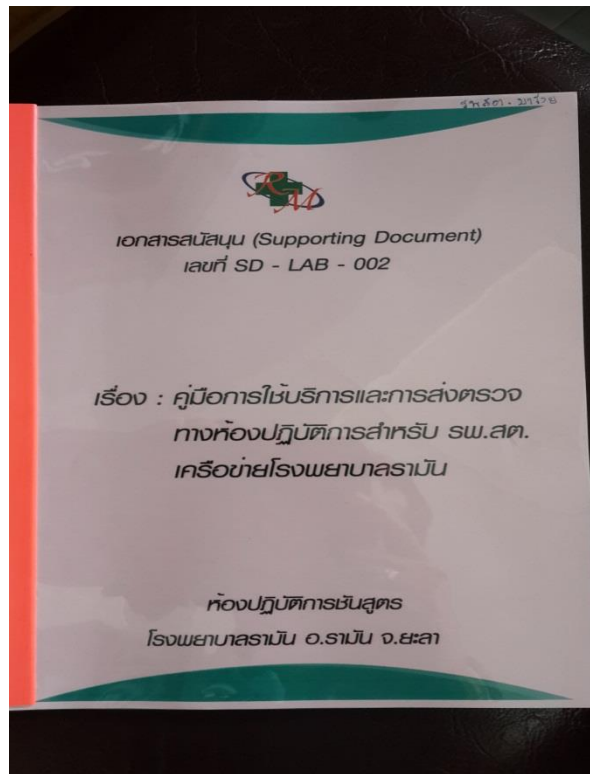 รพ.สต.
RM
เอกสารสนับสนุน (Supporting Document)
เลขที่ SD - LAB - 002
เรื่อง : คู่มือการใช้บริการและการส่งตรวจ
ทางห้องปฏิบัติการสำหรับ รพ.สต.
เครือข่ายโรงพยาบาลรามัน
ห้องปฏิบัติการชันสูตร
โรงพยาบาลรามัน อ.รามัน จ.ยะลา